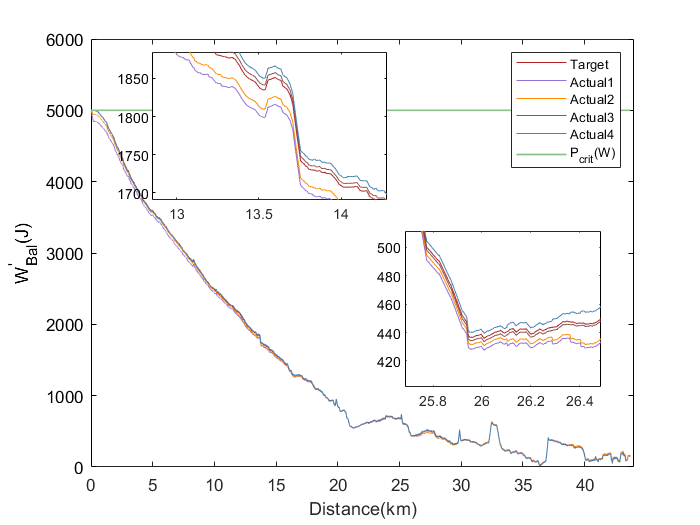 6000
5000
4000
3000
2000
1000
0
W'Bal(J)
0 5 10 15 20 25 30 35 40
Distance(km)
1850
1800
1750
1700
13 13.5 14
Target
Actual1
Actual2
Actual3
Actual4
Pcrit(W)
500
480
460
440
420
25.8 26 26.2 26.4